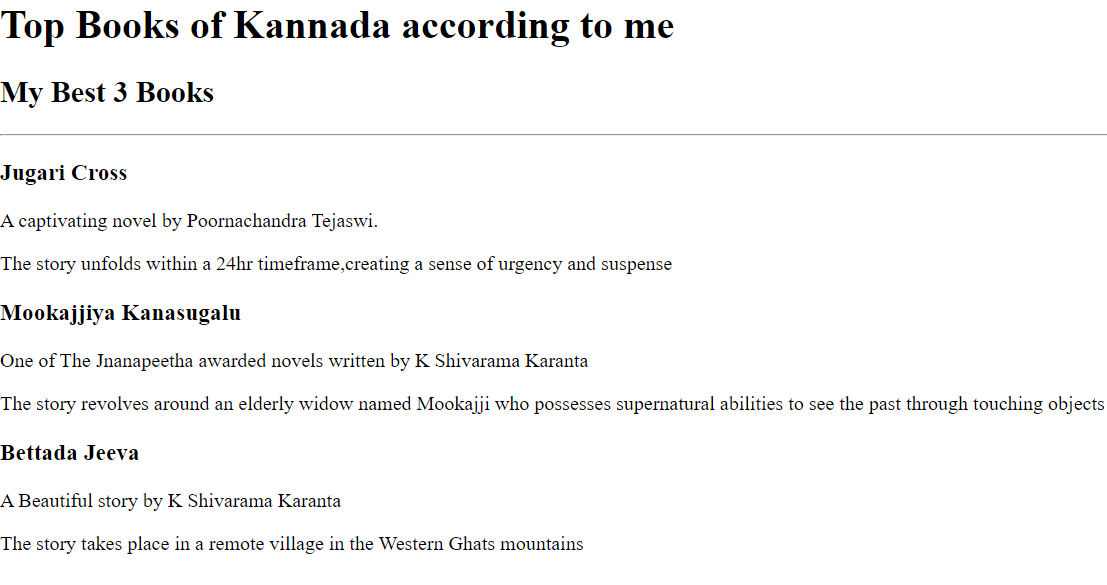 Top Books of Kannada according to me
My Best 3 Books
Jugari Cross
A captivating novel by Poornachandra Tejaswi.
The story unfolds within a 24hr timeframe,creating a sense of urgency and suspense
Mookajjiya Kanasugalu
One of The Jnanapeetha awarded novels written by K Shivarama Karanta
The story revolves around an elderly widow named Mookajji who possesses supernatural abilities to see the past through touching objects
Bettada Jeeva
A Beautiful story by K Shivarama Karanta
The story takes place in a remote village in the Western Ghats mountains